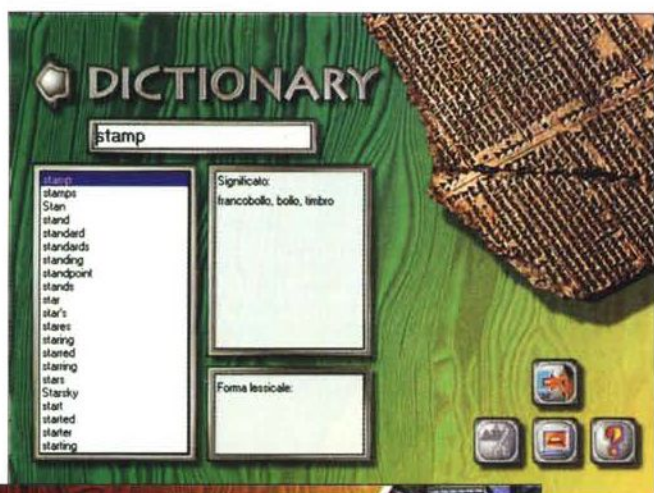 DICTIONARY
stamp
stamp
stamps
Stan
stand
standard
standards
standing
standpoint
stands
star
star's
stares
staring
starred
starring
stars
Starsky
start
started
starter
starting
Significato:
francobollo, bollo, timbro
Forma lessicale:
?